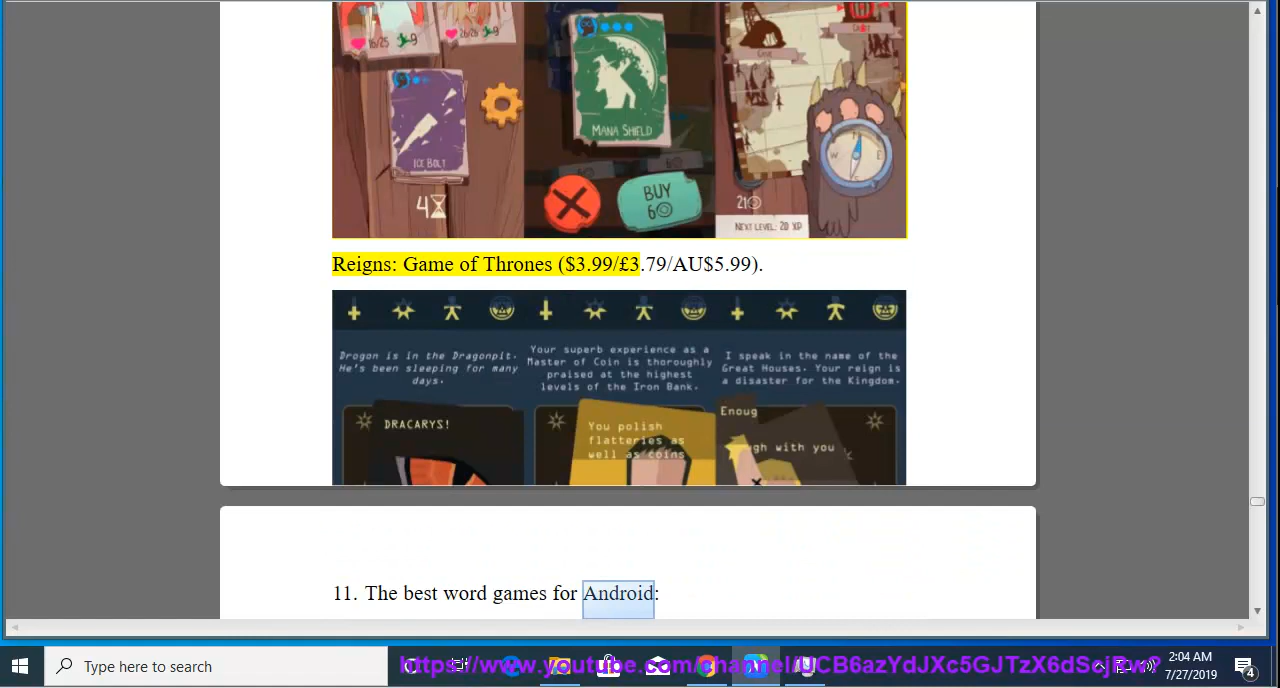 16/25 9
26/26 9
Crypt
Cave
MANA SHIELD
ICE BOLT
W E
S
4
BUY
6
21
NEXT LEVEL: 20 XP
Reigns: Game of Thrones ($3.99/£3.79/AU$5.99).
Drogon is in the Dragonpit.
He's been sleeping for many
days.
Your superb experience as a
Master of Coin is thoroughly
praised at the highest
levels of the Iron Bank.
I speak in the name of the
Great Houses. Your reign is
a disaster for the Kingdom.
DRACARYS!
You polish
flatteries as
well as coins
Enoug
gh with you
11. The best word games for Android:
Type here to search
https://www.youtube.com/channel/UCB6azYdJXc5GJTzX6dScjBw?
2:04 AM
7/27/2019
4